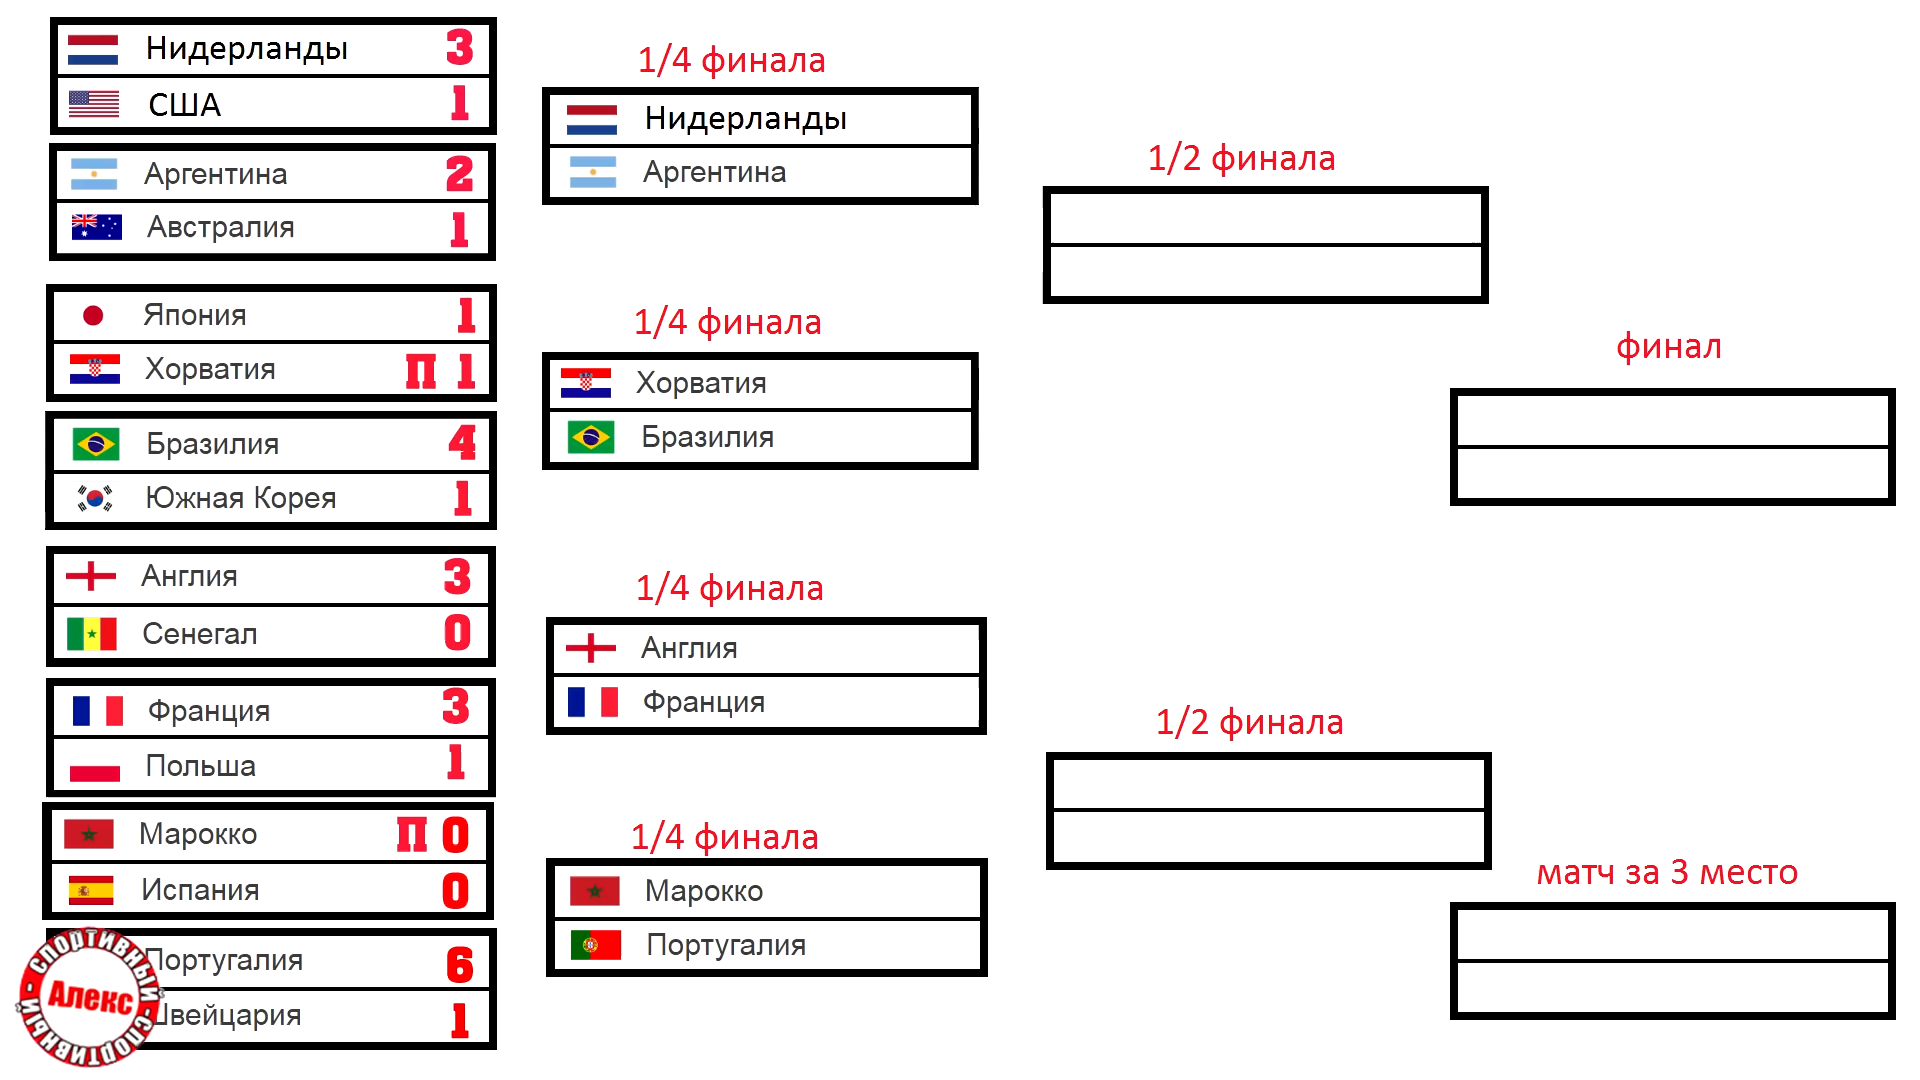 Нидерланды 3
США 1
Аргентина 2
Австралия 1
Япония 1
Хорватия П 1
Бразилия 4
Южная Корея 1
Англия 3
Сенегал 0
Франция 3
Польша 1
Марокко П 0
Испания 0
Португалия 6
Швейцария 1
СПОРТИВНЫЙ
Алекс
СПОРТИВНЫЙ
1/4 финала
Нидерланды
Аргентина
1/4 финала
Хорватия
Бразилия
1/4 финала
Англия
Франция
1/4 финала
Марокко
Португалия
1/2 финала
1/2 финала
финал
матч за 3 место